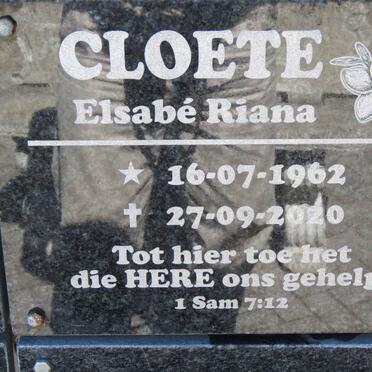 CLOETE
Elsabé Riana
★ 16-07-1962
✝ 27-09-2020
Tot hier toe het
die HERE ons gehelp
1 Sam 7:12